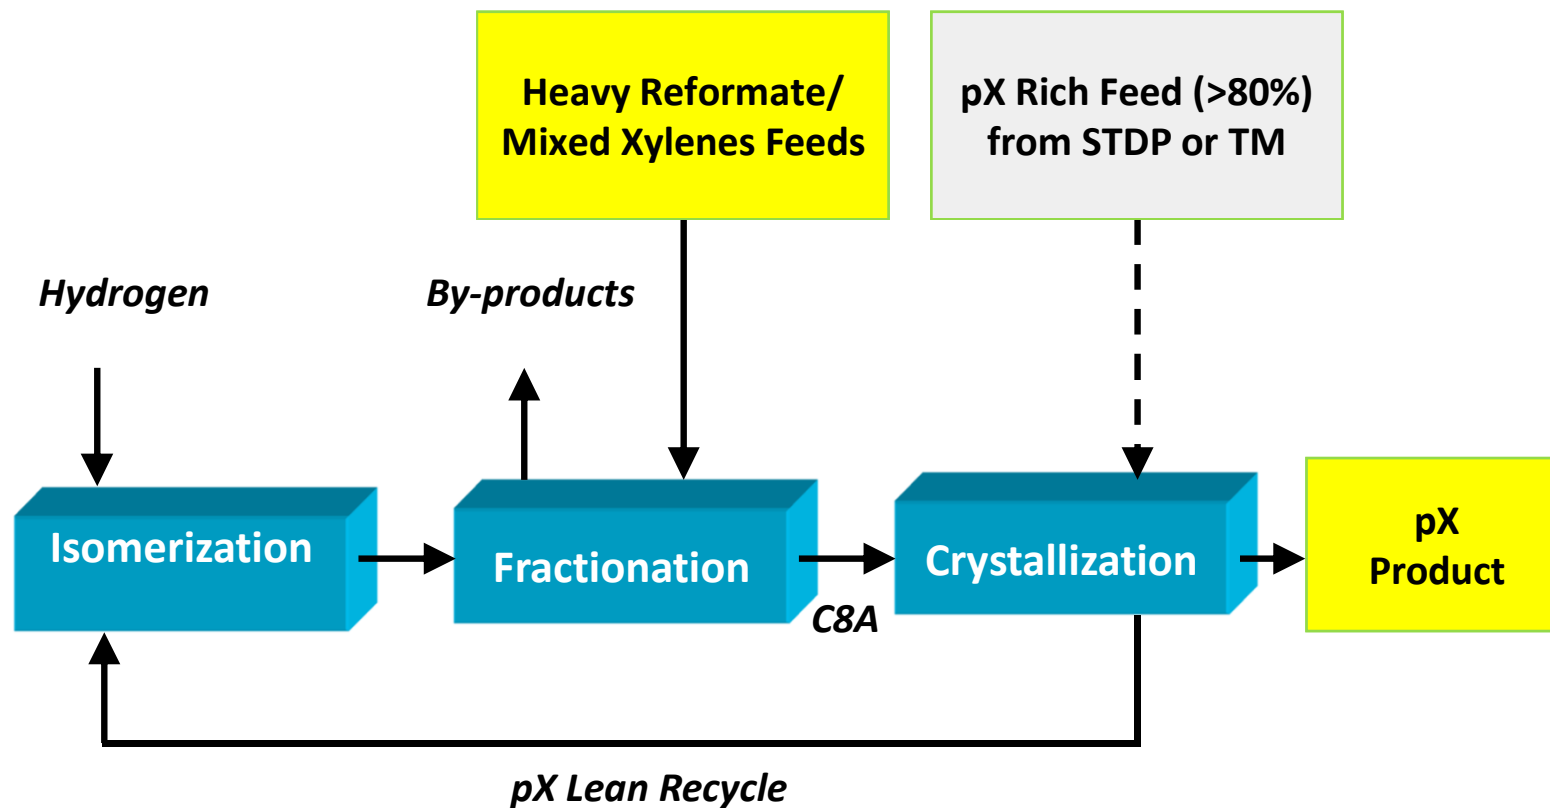 Heavy Reformate/
Mixed Xylenes Feeds
pX Rich Feed (>80%)
from STDP or TM
Hydrogen
By-products
Isomerization
Fractionation
C8A
Crystallization
pX
Product
pX Lean Recycle